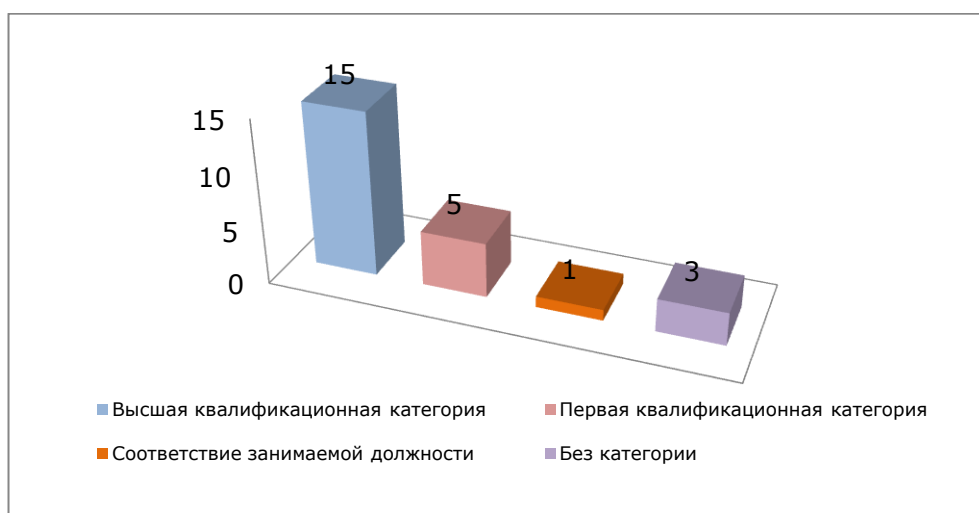 15
15
10
5
5
1
3
0
Высшая квалификационная категория
Первая квалификационная категория
Соответствие занимаемой должности
Без категории